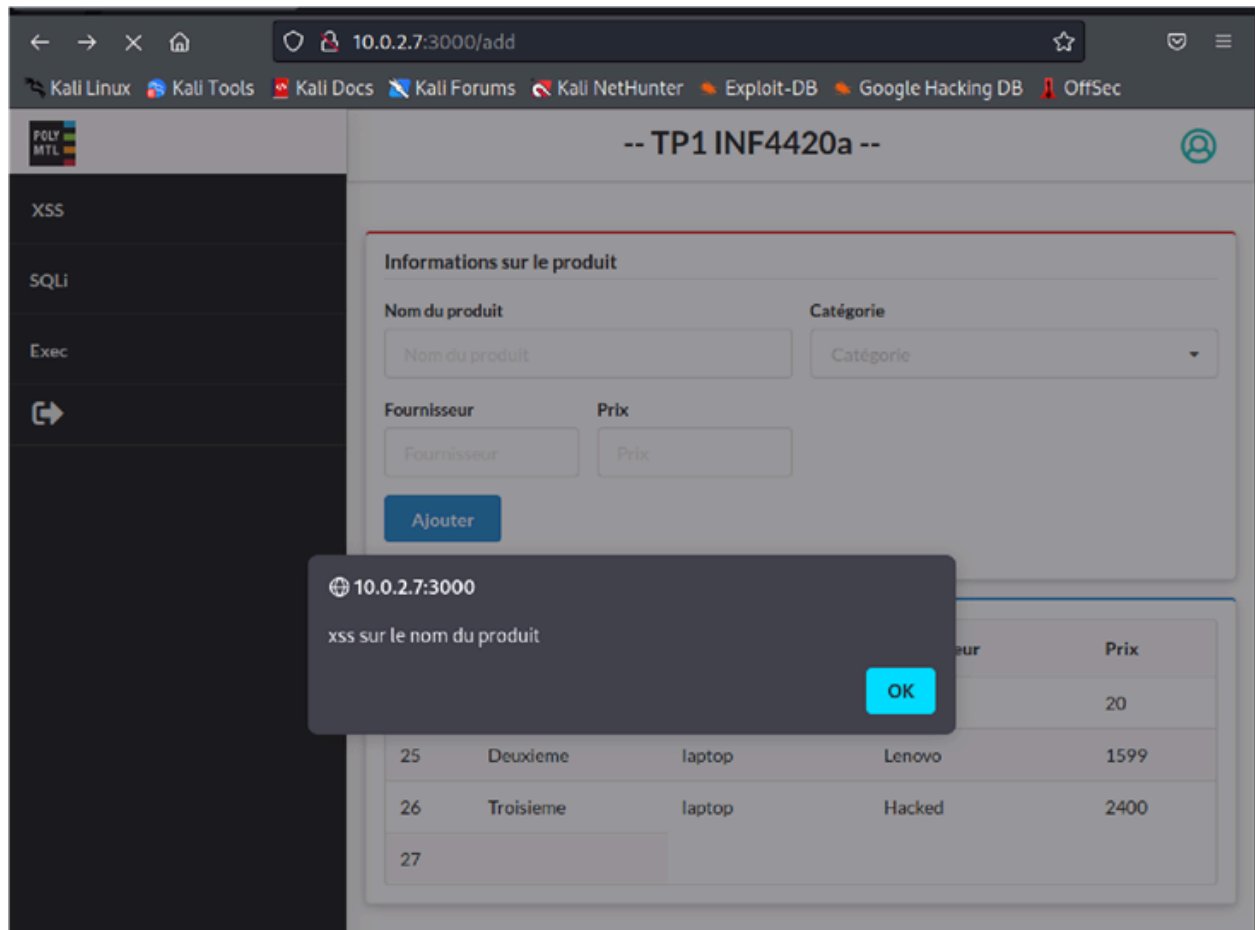 10.0.2.7:3000/add
Kali Linux Kali Tools Kali Docs Kali Forums Kali NetHunter Exploit-DB Google Hacking DB OffSec
POLY
MTL
-- TP1 INF4420a --
XSS
SQLi
Exec
Informations sur le produit
Nom du produit Catégorie
Nom du produit Catégorie
Fournisseur Prix
Fournisseur Prix
Ajouter
10.0.2.7:3000
xss sur le nom du produit
OK
eur Prix
20
25 Deuxieme laptop Lenovo 1599
26 Troisieme laptop Hacked 2400
27